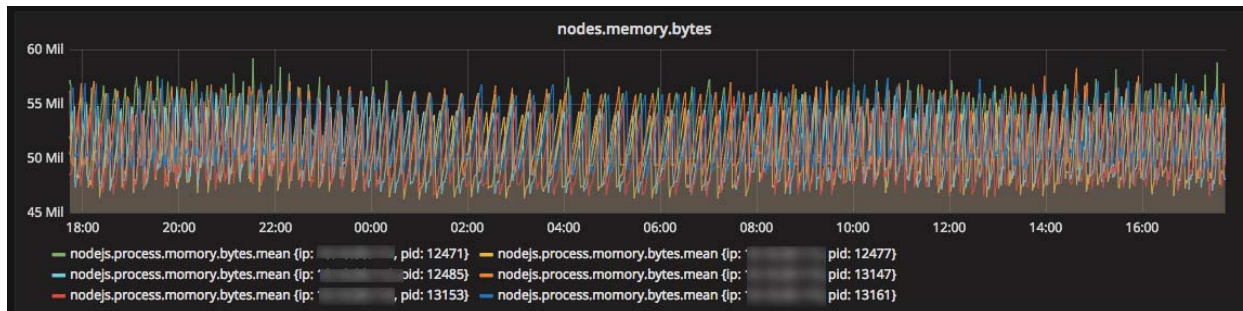 nodes.memory.bytes
60 Mil
55 Mil
50 Mil
45 Mil
18:00 20:00 22:00 00:00 02:00 04:00 06:00 08:00 10:00 12:00 14:00 16:00
nodejs.process.momory.bytes.mean {ip: , pid: 12471} nodejs.process.momory.bytes.mean {ip: pid: 12477}
nodejs.process.momory.bytes.mean {ip: pid: 12485} nodejs.process.momory.bytes.mean {ip: pid: 13147}
nodejs.process.momory.bytes.mean {ip: , pid: 13153} nodejs.process.momory.bytes.mean {ip: pid: 13161}